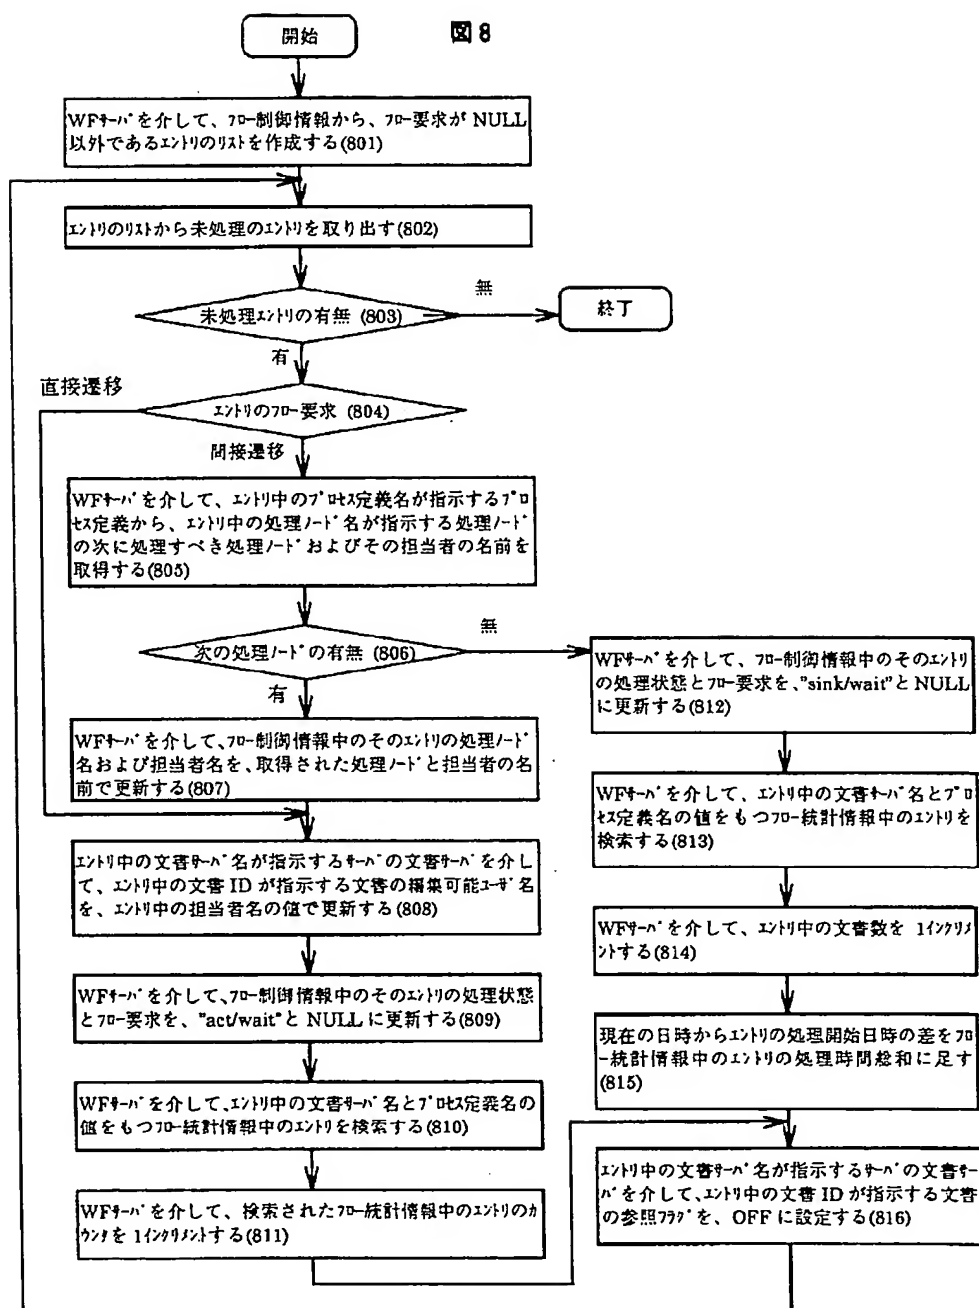 図8
開始
WFサーバを介して、フロー制御情報から、フロー要求が NULL
以外であるエントリのリストを作成する(801)
エントリのリストから未処理のエントリを取り出す(802)
未処理エントリの有無 (803)
無
終了
有
直接遷移
エントリのフロー要求 (804)
間接遷移
WFサーバを介して、エントリ中のプロセス定義名が指示するプロ
セス定義から、エントリ中の処理ノード名が指示する処理ノード
の次に処理すべき処理ノードおよびその担当者の名前を
取得する(805)
次の処理ノードの有無 (806)
無
有
WFサーバを介して、フロー制御情報中のそのエントリの処理ノード
名および担当者名を、取得された処理ノードと担当者の名
前で更新する(807)
エントリ中の文書サーバ名が指示するサーバの文書サーバを介し
て、エントリ中の文書 ID が指示する文書の編集可能ユーザ名
を、エントリ中の担当者名の値で更新する(808)
WFサーバを介して、フロー制御情報中のそのエントリの処理状態
とフロー要求を、"act/wait"と NULL に更新する(809)
WFサーバを介して、エントリ中の文書サーバ名とプロセス定義名の
値をもつフロー統計情報中のエントリを検索する(810)
WFサーバを介して、検索されたフロー統計情報中のエントリのカ
ウンタを 1インクリメントする(811)
WFサーバを介して、フロー制御情報中のそのエントリ
の処理状態とフロー要求を、"sink/wait"と NULL
に更新する(812)
WFサーバを介して、エントリ中の文書サーバ名とプロ
セス定義名の値をもつフロー統計情報中のエントリを
検索する(813)
WFサーバを介して、エントリ中の文書数を 1インクリメ
ントする(814)
現在の日時からエントリの処理開始日時の差をフロ
ー統計情報中のエントリの処理時間総和に足す
(815)
エントリ中の文書サーバ名が指示するサーバの文書サー
バを介して、エントリ中の文書 ID が指示する文書
の参照フラグを、OFF に設定する(816)